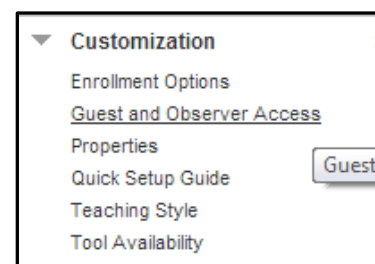 Customization
Enrollment Options
Guest and Observer Access
Properties
Guest
Quick Setup Guide
Teaching Style
Tool Availability